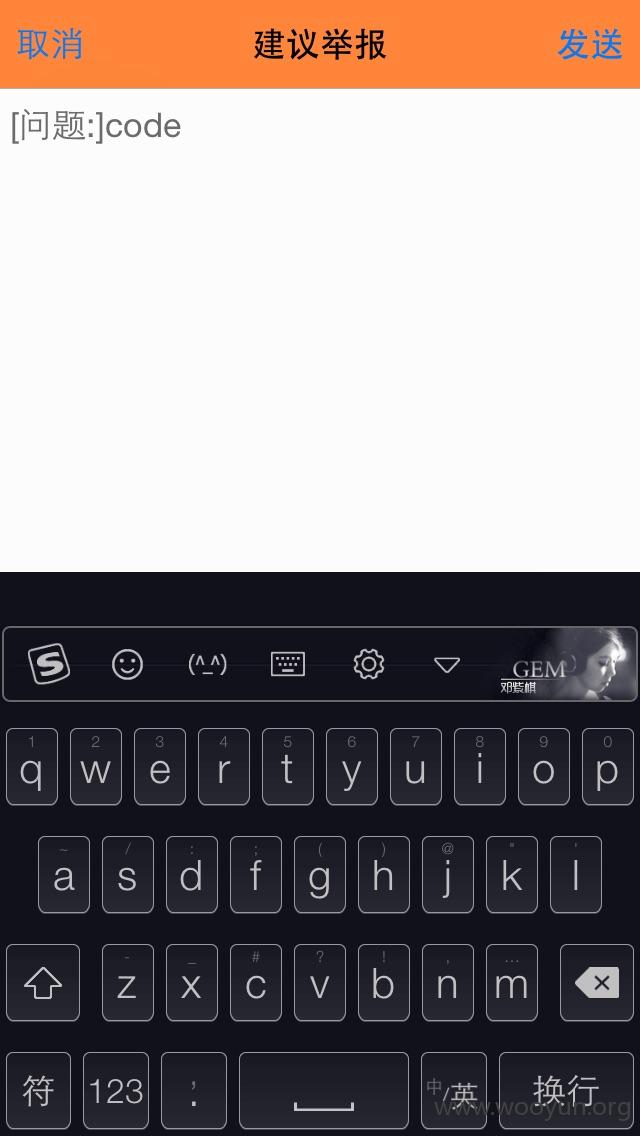 取消 建议举报 发送
[问题:]code
S (^_^) GEM
邓紫棋
1 2 3 4 5 6 7 8 9 0
q w e r t y u i o p
~ / : ; ( ) @ " '
a s d f g h j k l
- _ # ? ! , …
z x c v b n m
符 123 , . 中/英 换行
www.wooyun.org